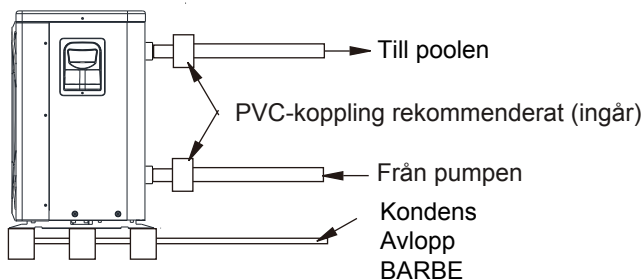 Till poolen
PVC-koppling rekommenderat (ingår)
Från pumpen
Kondens
Avlopp
BARBE